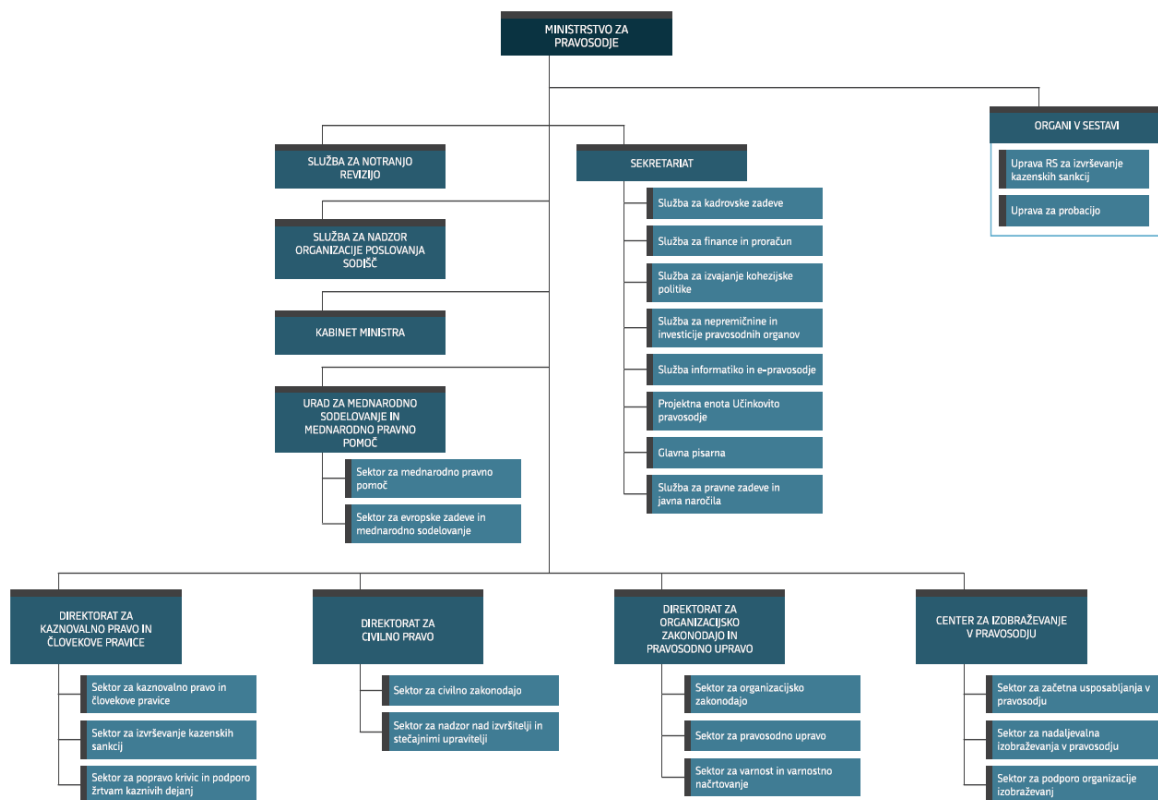 MINISTRSTVO ZA
PRAVOSODJE
ORGANI V SESTAVI
Uprava RS za izvrševanje
kazenskih sankcij
Uprava za probacijo
SLUŽBA ZA NOTRANJO
REVIZIJO
SLUŽBA ZA NADZOR
ORGANIZACIJE POSLOVANJA
SODIŠČ
KABINET MINISTRA
URAD ZA MEDNARODNO
SODELOVANJE IN
MEDNARODNO PRAVNO
POMOČ
Sektor za mednarodno pravno
pomoč
Sektor za evropske zadeve in
mednarodno sodelovanje
SEKRETARIAT
Služba za kadrovske zadeve
Služba za finance in proračun
Služba za izvajanje kohezijske
politike
Služba za nepremičnine in
investicije pravosodnih organov
Služba informatiko in e-pravosodje
Projektna enota Učinkovito
pravosodje
Glavna pisarna
Služba za pravne zadeve in
javna naročila
DIREKTORAT ZA
KAZNOVALNO PRAVO IN
ČLOVEKOVE PRAVICE
Sektor za kaznovalno pravo in
človekove pravice
Sektor za izvrševanje kazenskih
sankcij
Sektor za popravo krivic in podporo
žrtvam kaznivih dejanj
DIREKTORAT ZA
CIVILNO PRAVO
Sektor za civilno zakonodajo
Sektor za nadzor nad izvršitelji in
stečajnimi upravitelji
DIREKTORAT ZA
ORGANIZACIJSKO
ZAKONODAJO IN
PRAVOSODNO UPRAVO
Sektor za organizacijsko
zakonodajo
Sektor za pravosodno upravo
Sektor za varnost in varnostno
načrtovanje
CENTER ZA IZOBRAŽEVANJE
V PRAVOSODJU
Sektor za začetna usposabljanja v
pravosodju
Sektor za nadaljevalna
izobraževanja v pravosodju
Sektor za podporo organizacije
izobraževanj